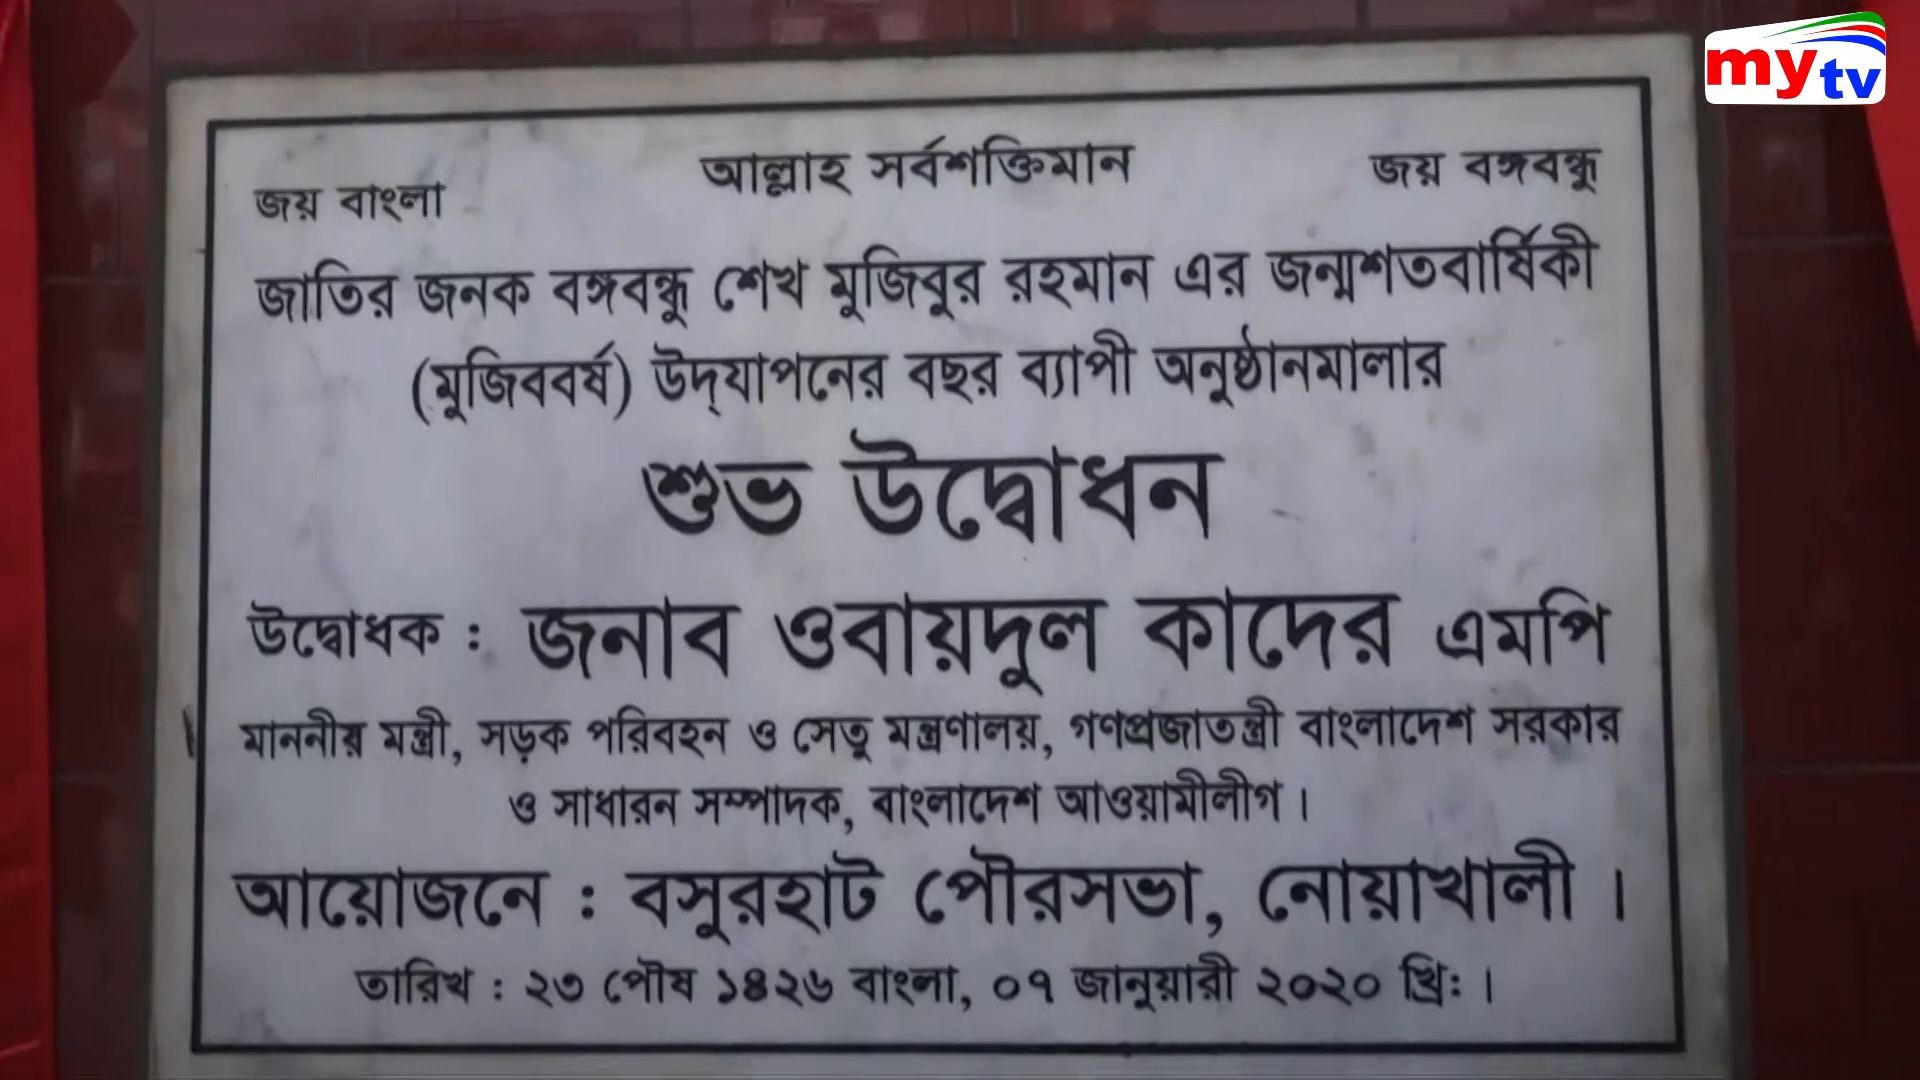 my tv
আল্লাহ সর্বশক্তিমান
জয় বাংলা
জয় বঙ্গবন্ধু
জাতির জনক বঙ্গবন্ধু শেখ মুজিবুর রহমান এর জন্মশতবার্ষিকী
(মুজিববর্ষ) উদ্‌যাপনের বছর ব্যাপী অনুষ্ঠানমালার
শুভ উদ্বোধন
উদ্বোধক : জনাব ওবায়দুল কাদের এমপি
মাননীয় মন্ত্রী, সড়ক পরিবহন ও সেতু মন্ত্রণালয়, গণপ্রজাতন্ত্রী বাংলাদেশ সরকার
ও সাধারন সম্পাদক, বাংলাদেশ আওয়ামীলীগ ।
আয়োজনে : বসুরহাট পৌরসভা, নোয়াখালী ।
তারিখ : ২৩ পৌষ ১৪২৬ বাংলা, ০৭ জানুয়ারী ২০২০ খ্রিঃ ।